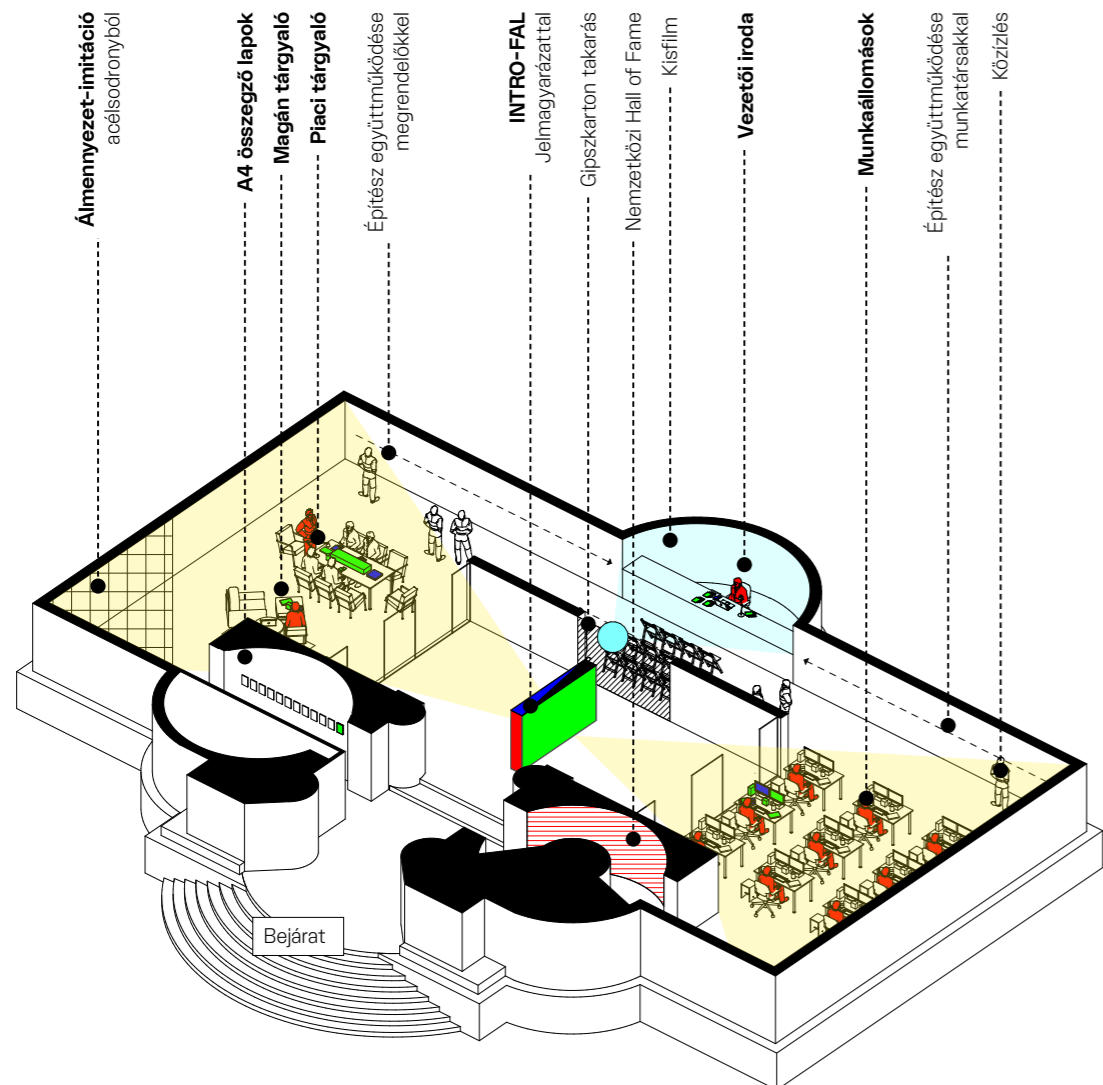 Álmennyezet-imitáció
acélsodronyból
A4 összegző lapok
Magán tárgyaló
Piaci tárgyaló
Építész együttműködése
megrendelőkkel
INTRO-FAL
Jelmagyarázattal
Gipszkarton takarás
Nemzetközi Hall of Fame
Kisfilm
Vezetői iroda
Munkaállomások
Építész együttműködése
munkatársakkal
Közízlés
Bejárat